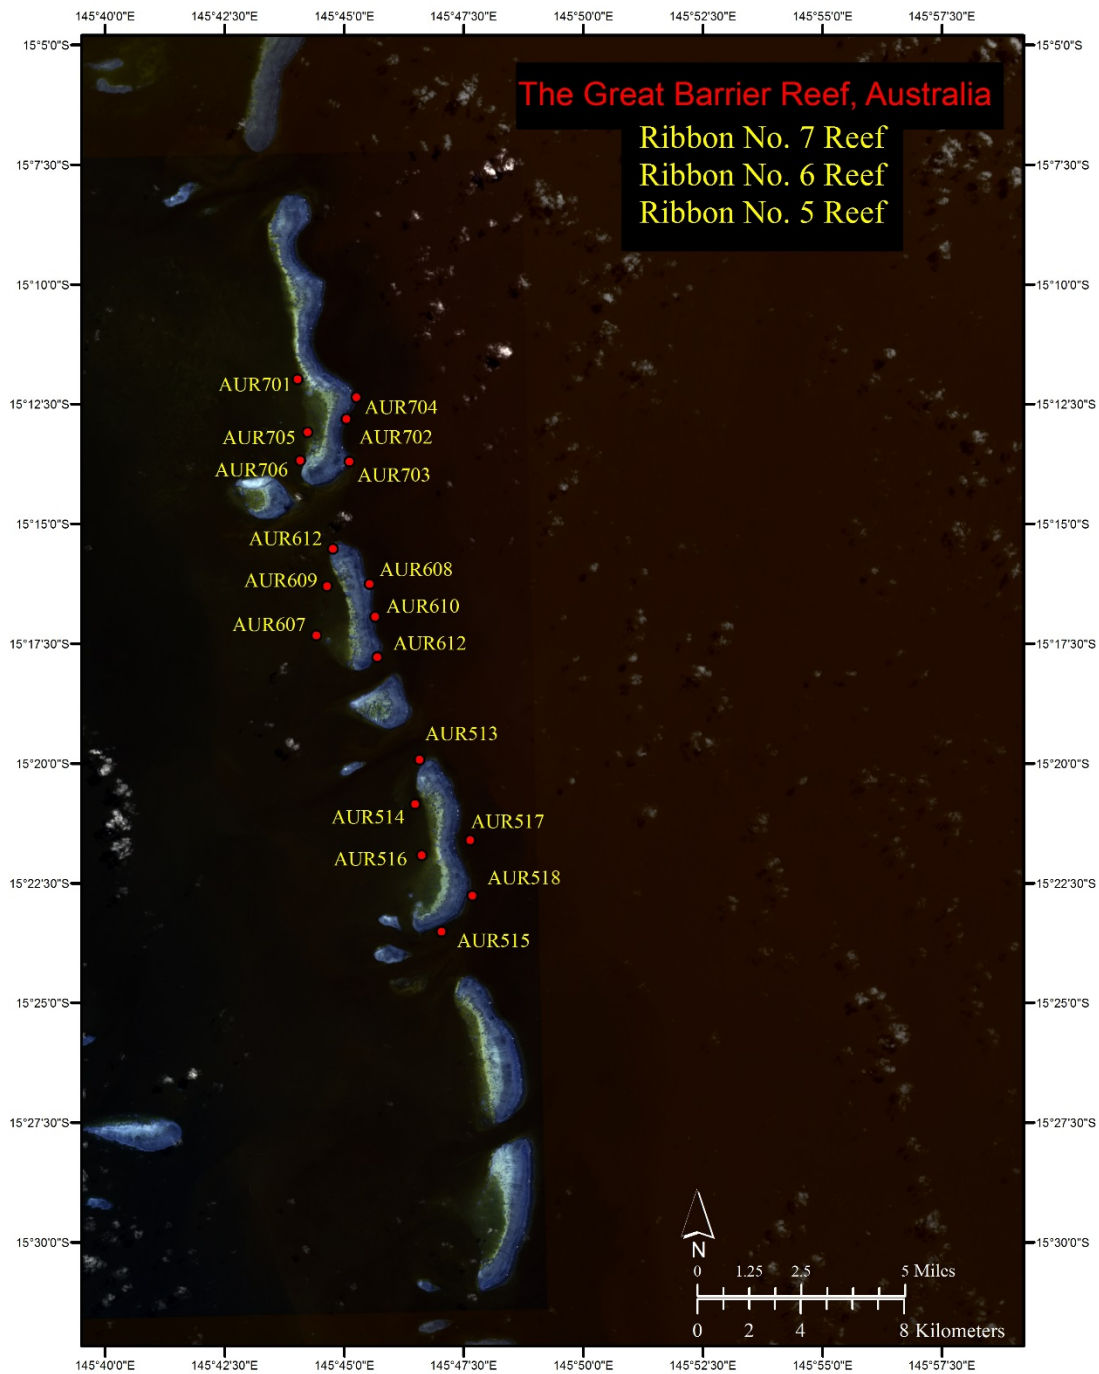 145°40'0"E 145°42'30"E 145°45'0"E 145°47'30"E 145°50'0"E 145°52'30"E 145°55'0"E 145°57'30"E
15°5'0"S 15°5'0"S
The Great Barrier Reef, Australia
Ribbon No. 7 Reef
15°7'30"S 15°7'30"S
Ribbon No. 6 Reef
Ribbon No. 5 Reef
15°10'0"S 15°10'0"S
AUR701
15°12'30"S AUR704 15°12'30"S
AUR705 AUR702
AUR706 AUR703
15°15'0"S 15°15'0"S
AUR612
AUR609 AUR608
AUR610
AUR607
15°17'30"S AUR612 15°17'30"S
AUR513
15°20'0"S 15°20'0"S
AUR514 AUR517
AUR516
15°22'30"S AUR518 15°22'30"S
AUR515
15°25'0"S 15°25'0"S
15°27'30"S 15°27'30"S
15°30'0"S 15°30'0"S
N
0 1.25 2.5 5 Miles
0 2 4 8 Kilometers
145°40'0"E 145°42'30"E 145°45'0"E 145°47'30"E 145°50'0"E 145°52'30"E 145°55'0"E 145°57'30"E